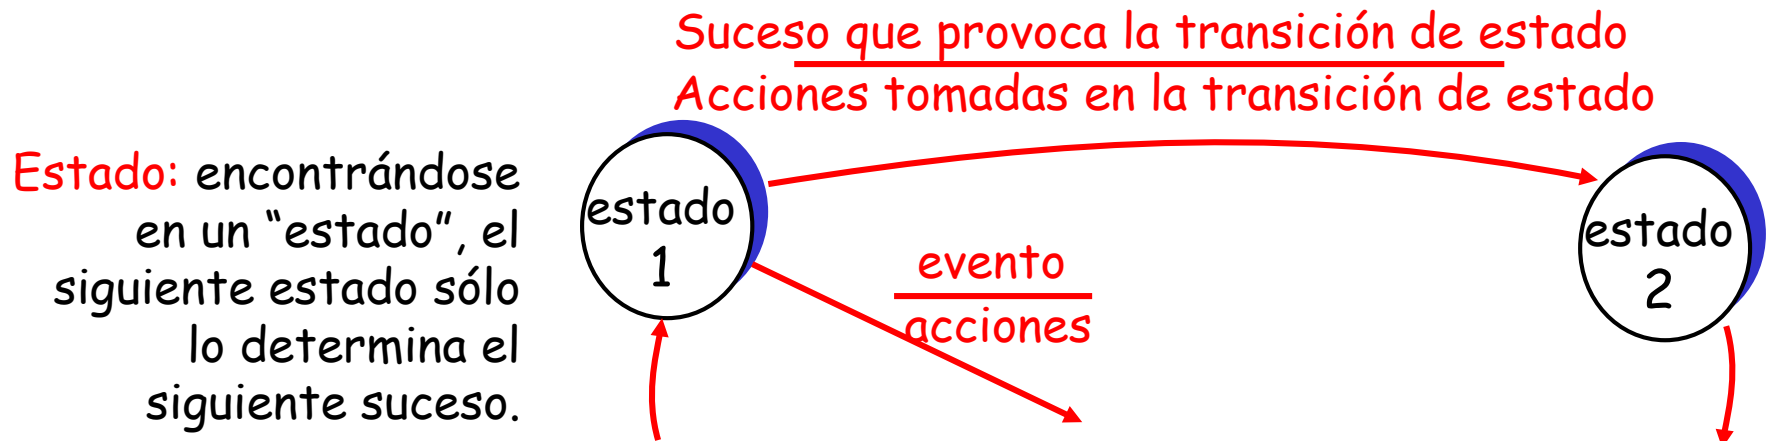 Suceso que provoca la transición de estado
Acciones tomadas en la transición de estado
Estado: encontrándose
en un “estado”, el
siguiente estado sólo
lo determina el
siguiente suceso.
estado
1
evento
acciones
estado
2